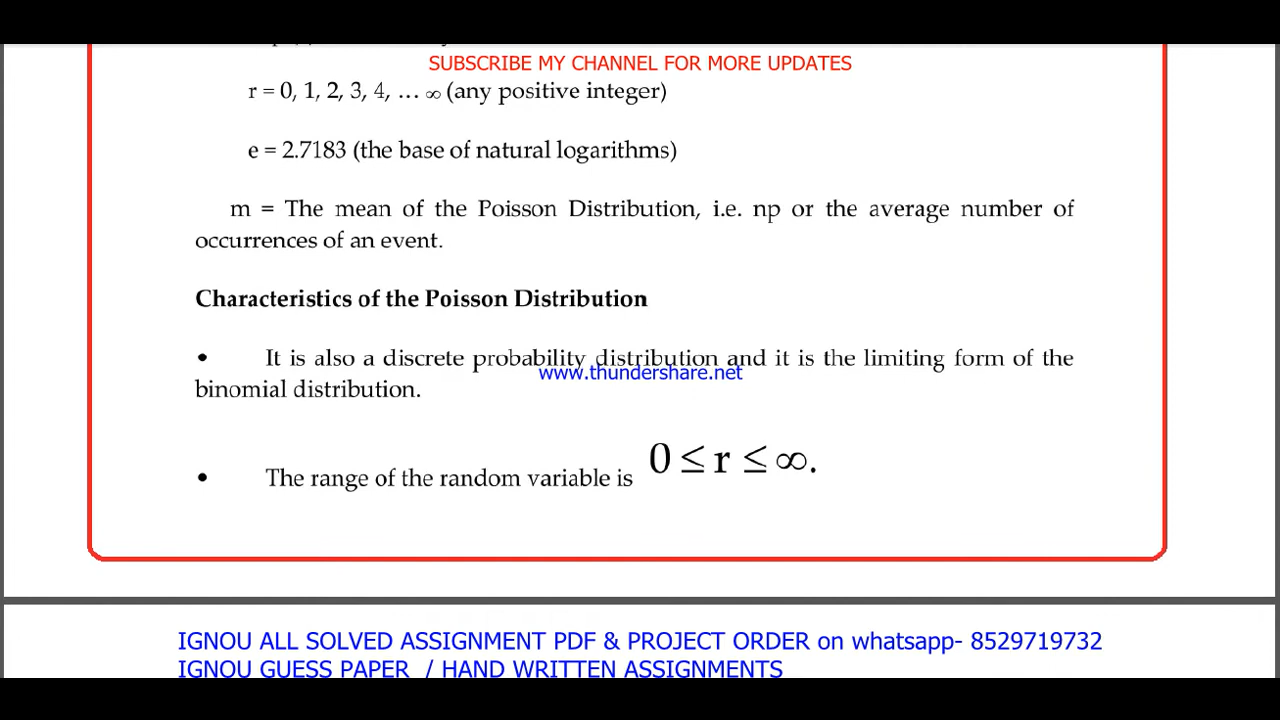 SUBSCRIBE MY CHANNEL FOR MORE UPDATES
r = 0, 1, 2, 3, 4, … ∞ (any positive integer)
e = 2.7183 (the base of natural logarithms)
m = The mean of the Poisson Distribution, i.e. np or the average number of
occurrences of an event.
Characteristics of the Poisson Distribution
• It is also a discrete probability distribution and it is the limiting form of the
www.thundershare.net
binomial distribution.
• The range of the random variable is 0 ≤ r ≤ ∞.
IGNOU ALL SOLVED ASSIGNMENT PDF & PROJECT ORDER on whatsapp- 8529719732
IGNOU GUESS PAPER / HAND WRITTEN ASSIGNMENTS